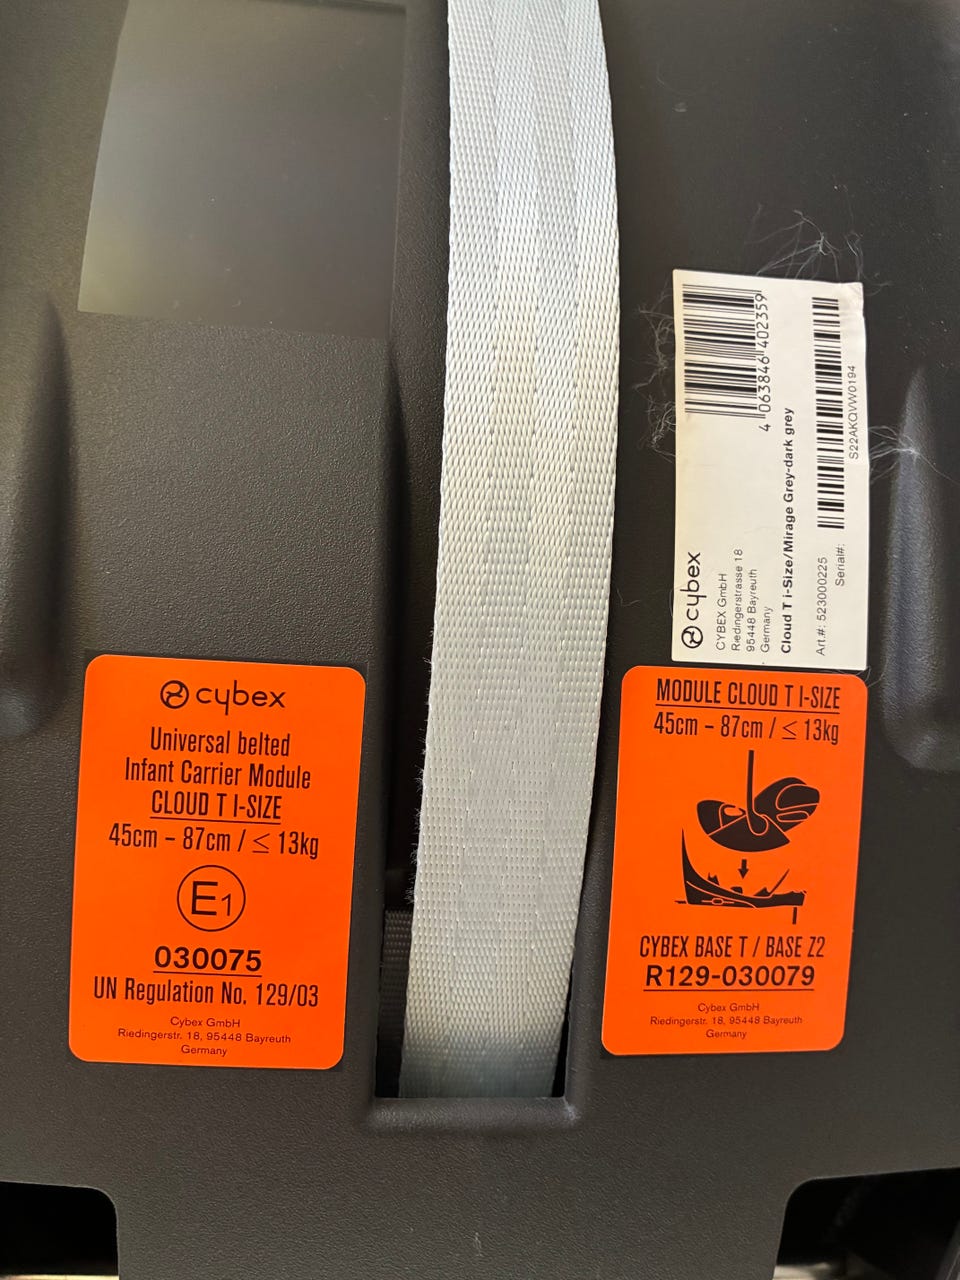 cybex
Universal belted
Infant Carrier Module
CLOUD T I-SIZE
45cm – 87cm / ≤ 13kg
E1
030075
UN Regulation No. 129/03
Cybex GmbH
Riedingerstr. 18, 95448 Bayreuth
Germany
cybex
CYBEX GmbH
Riedingerstrasse 18
95448 Bayreuth
Germany
4 063846 402359
Cloud T i-Size/Mirage Grey-dark grey
Art.#: 523000225
Serial#:
S22AKQVW0194
MODULE CLOUD T I-SIZE
45cm – 87cm / ≤ 13kg
CYBEX BASE T / BASE Z2
R129-030079
Cybex GmbH
Riedingerstr. 18, 95448 Bayreuth
Germany